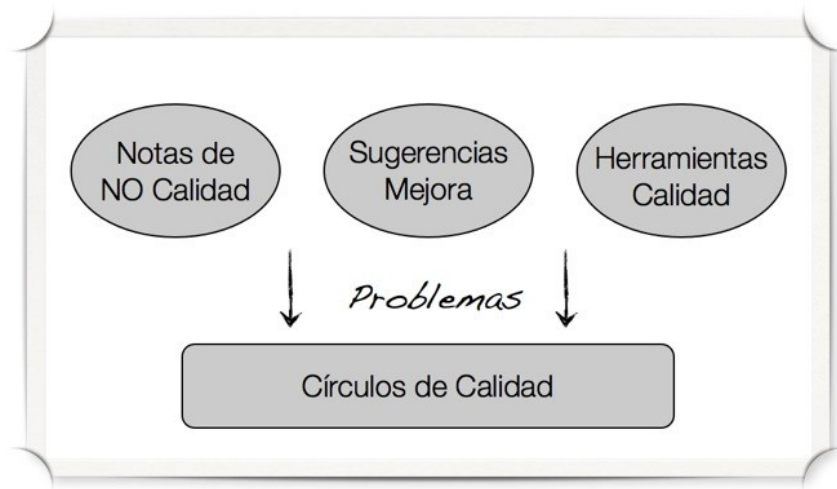 Notas de
NO Calidad
Sugerencias
Mejora
Herramientas
Calidad
Problemas
Círculos de Calidad